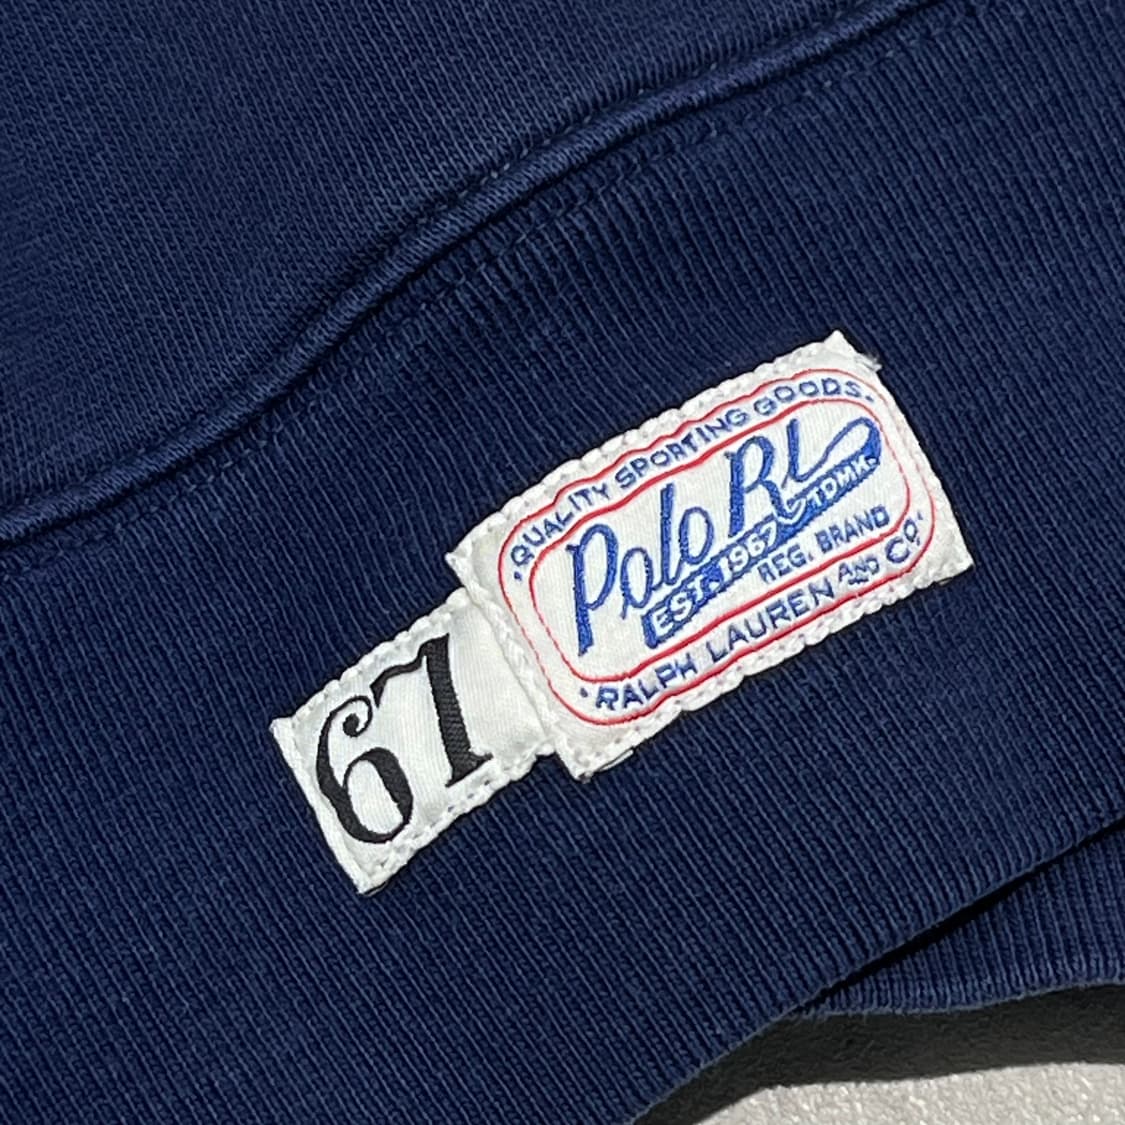 ·QUALITY SPORTING GOODS·
Polo RL
EST. 1967
TDMK.
REG. BRAND
·RALPH LAUREN AND CO·
67